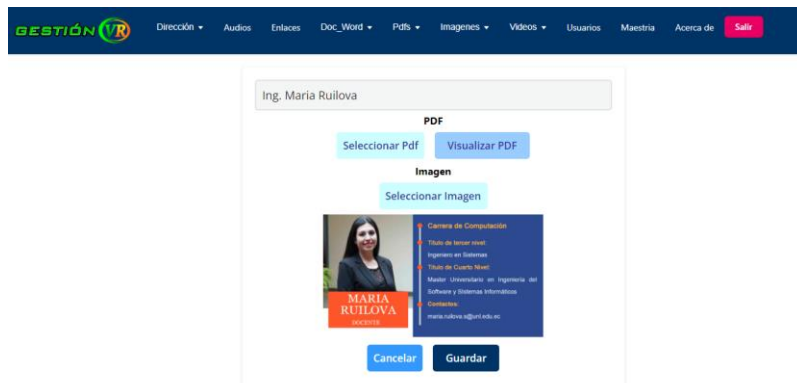 GESTIÓN VR Dirección Audios Enlaces Doc_Word Pdfs Imagenes Videos Usuarios Maestria Acerca de Salir
Ing. Maria Ruilova
PDF
Seleccionar Pdf Visualizar PDF
Imagen
Seleccionar Imagen
Carrera de Computación
Título de tercer nivel:
Ingeniero en Sistemas
Título de Cuarto Nivel:
Master Universitario en Ingeniería del
Software y Sistemas Informáticos
Contactos:
maria.ruilova.s@unl.edu.ec
MARIA
RUILOVA
DOCENTE
Cancelar Guardar